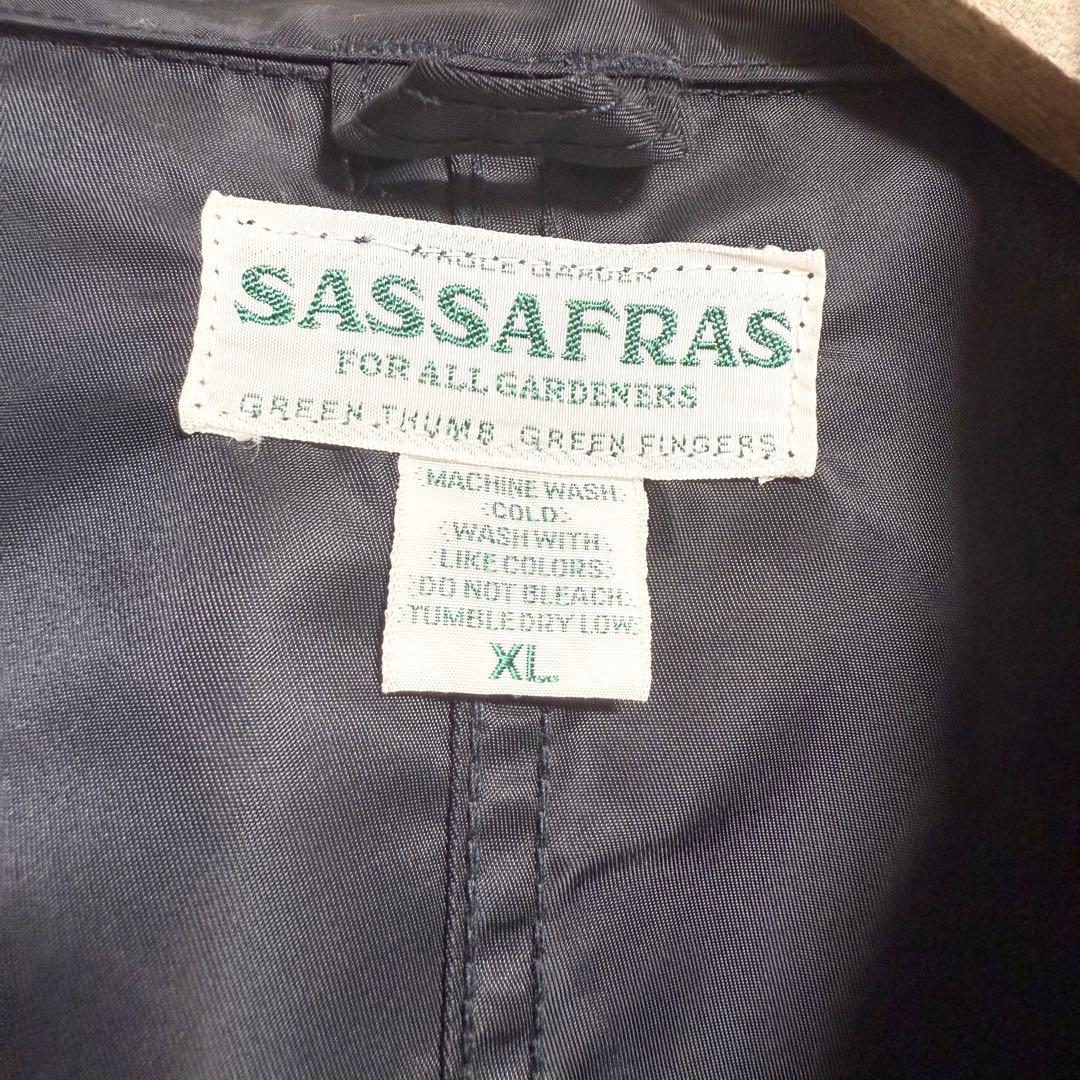 WHOLE GARDEN
SASSAFRAS
FOR ALL GARDENERS
GREEN THUMB GREEN FINGERS
MACHINE WASH
COLD.
WASH WITH
LIKE COLORS.
DO NOT BLEACH.
TUMBLE DRY LOW.
XL